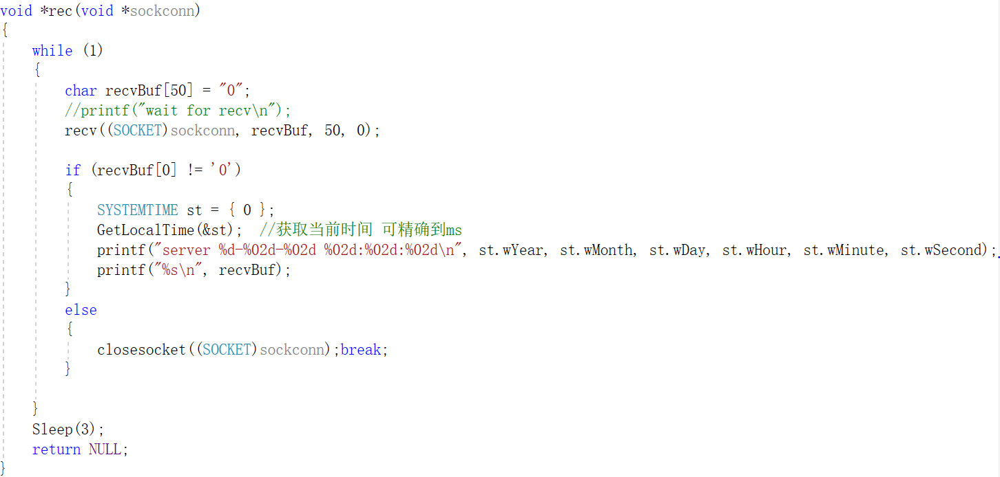 void *rec(void *sockconn)
{
while (1)
{
char recvBuf[50] = "0";
//printf("wait for recv\n");
recv((SOCKET)sockconn, recvBuf, 50, 0);
if (recvBuf[0] != '0')
{
SYSTEMTIME st = { 0 };
GetLocalTime(&st);  //获取当前时间 可精确到ms
printf("server %d-%02d-%02d %02d:%02d:%02d\n", st.wYear, st.wMonth, st.wDay, st.wHour, st.wMinute, st.wSecond);
printf("%s\n", recvBuf);
}
else
{
closesocket((SOCKET)sockconn);break;
}
}
Sleep(3);
return NULL;
}